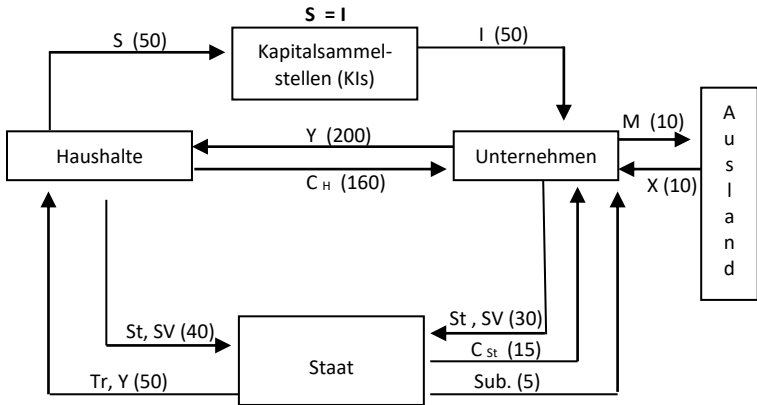 S = I
S (50)
Kapitalsammel-
stellen (KIs)
I (50)
Haushalte
Y (200)
C H (160)
Unternehmen
M (10)
X (10)
A
u
s
l
a
n
d
St, SV (40)
Tr, Y (50)
Staat
St , SV (30)
C St (15)
Sub. (5)